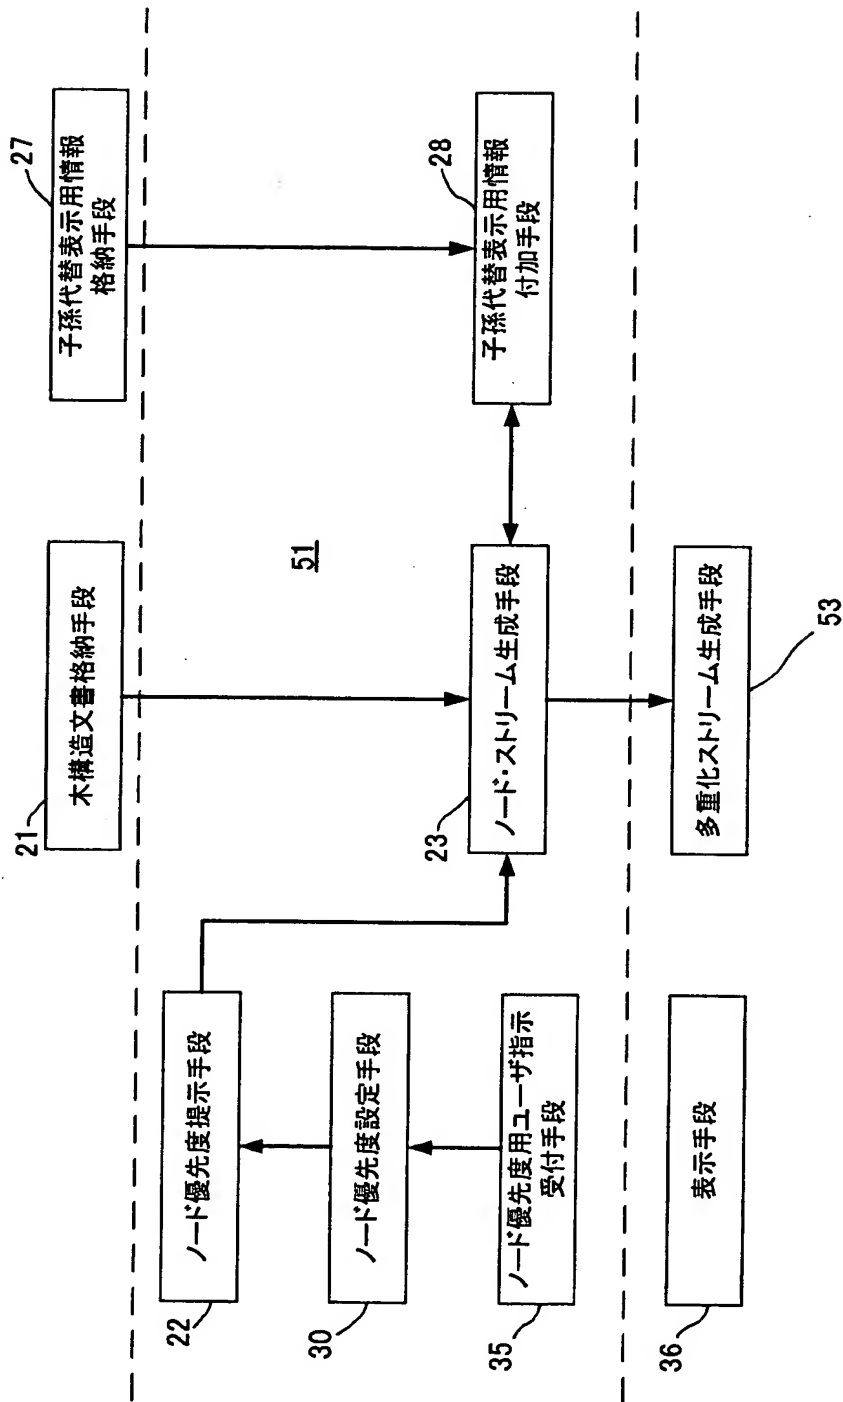 27
子孫代替表示用情報
格納手段
21
木構造文書格納手段
51
28
子孫代替表示用情報
付加手段
23
ノード・ストリーム生成手段
22
ノード優先度提示手段
30
ノード優先度設定手段
35
ノード優先度用ユーザ指示
受付手段
53
多重化ストリーム生成手段
36
表示手段